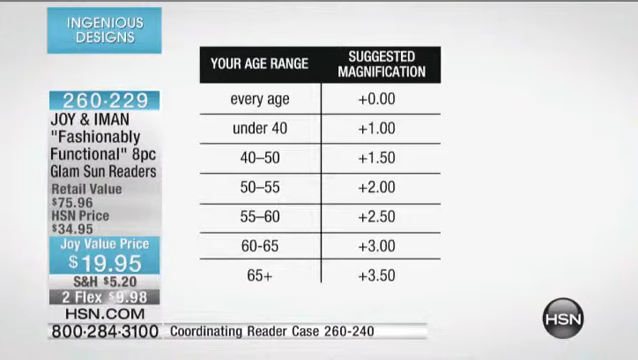 INGENIOUS
DESIGNS
260-229
JOY & IMAN
"Fashionably
Functional" 8pc
Glam Sun Readers
Retail Value
$75.96
HSN Price
$34.95
Joy Value Price
$19.95
S&H $5.20
2 Flex $9.98
HSN.COM
800-284-3100 Coordinating Reader Case 260-240
YOUR AGE RANGE SUGGESTED MAGNIFICATION
every age +0.00
under 40 +1.00
40–50 +1.50
50–55 +2.00
55–60 +2.50
60-65 +3.00
65+ +3.50
HSN